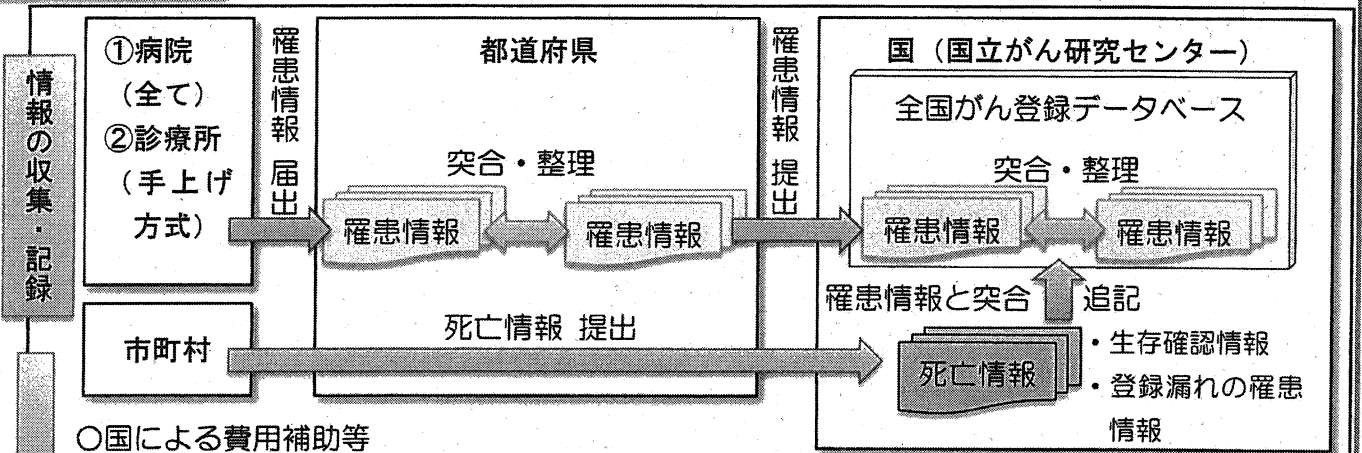 情報の収集・記録
①病院
（全て）
②診療所
（手上げ
方式）
市町村
罹患情報 届出
都道府県
突合・整理
罹患情報
罹患情報
死亡情報 提出
罹患情報 提出
国（国立がん研究センター）
全国がん登録データベース
突合・整理
罹患情報
罹患情報
罹患情報と突合
追記
死亡情報
・生存確認情報
・登録漏れの罹患
情報
○国による費用補助等